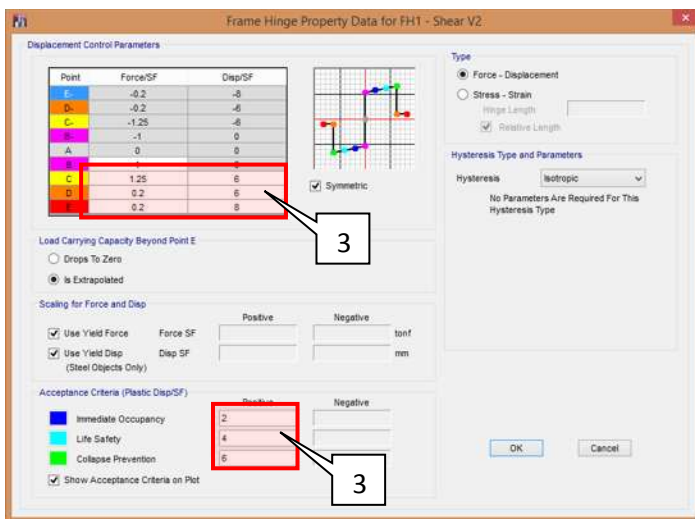 Frame Hinge Property Data for FH1 - Shear V2
Displacement Control Parameters
Point Force/SF Disp/SF
E- -0.2 -8
D- -0.2 -6
C- -1.25 -6
B- -1 0
A 0 0
B 1 0
C 1.25 6
D 0.2 6
E 0.2 8
Symmetric
3
Load Carrying Capacity Beyond Point E
Drops To Zero
Is Extrapolated
Scaling for Force and Disp
Positive Negative
Use Yield Force Force SF tonf
Use Yield Disp Disp SF mm
(Steel Objects Only)
Acceptance Criteria (Plastic Disp/SF)
Positive Negative
Immediate Occupancy 2
Life Safety 4
Collapse Prevention 6
Show Acceptance Criteria on Plot
3
Type
Force - Displacement
Stress - Strain
Hinge Length
Relative Length
Hysteresis Type and Parameters
Hysteresis Isotropic
No Parameters Are Required For This
Hysteresis Type
OK Cancel